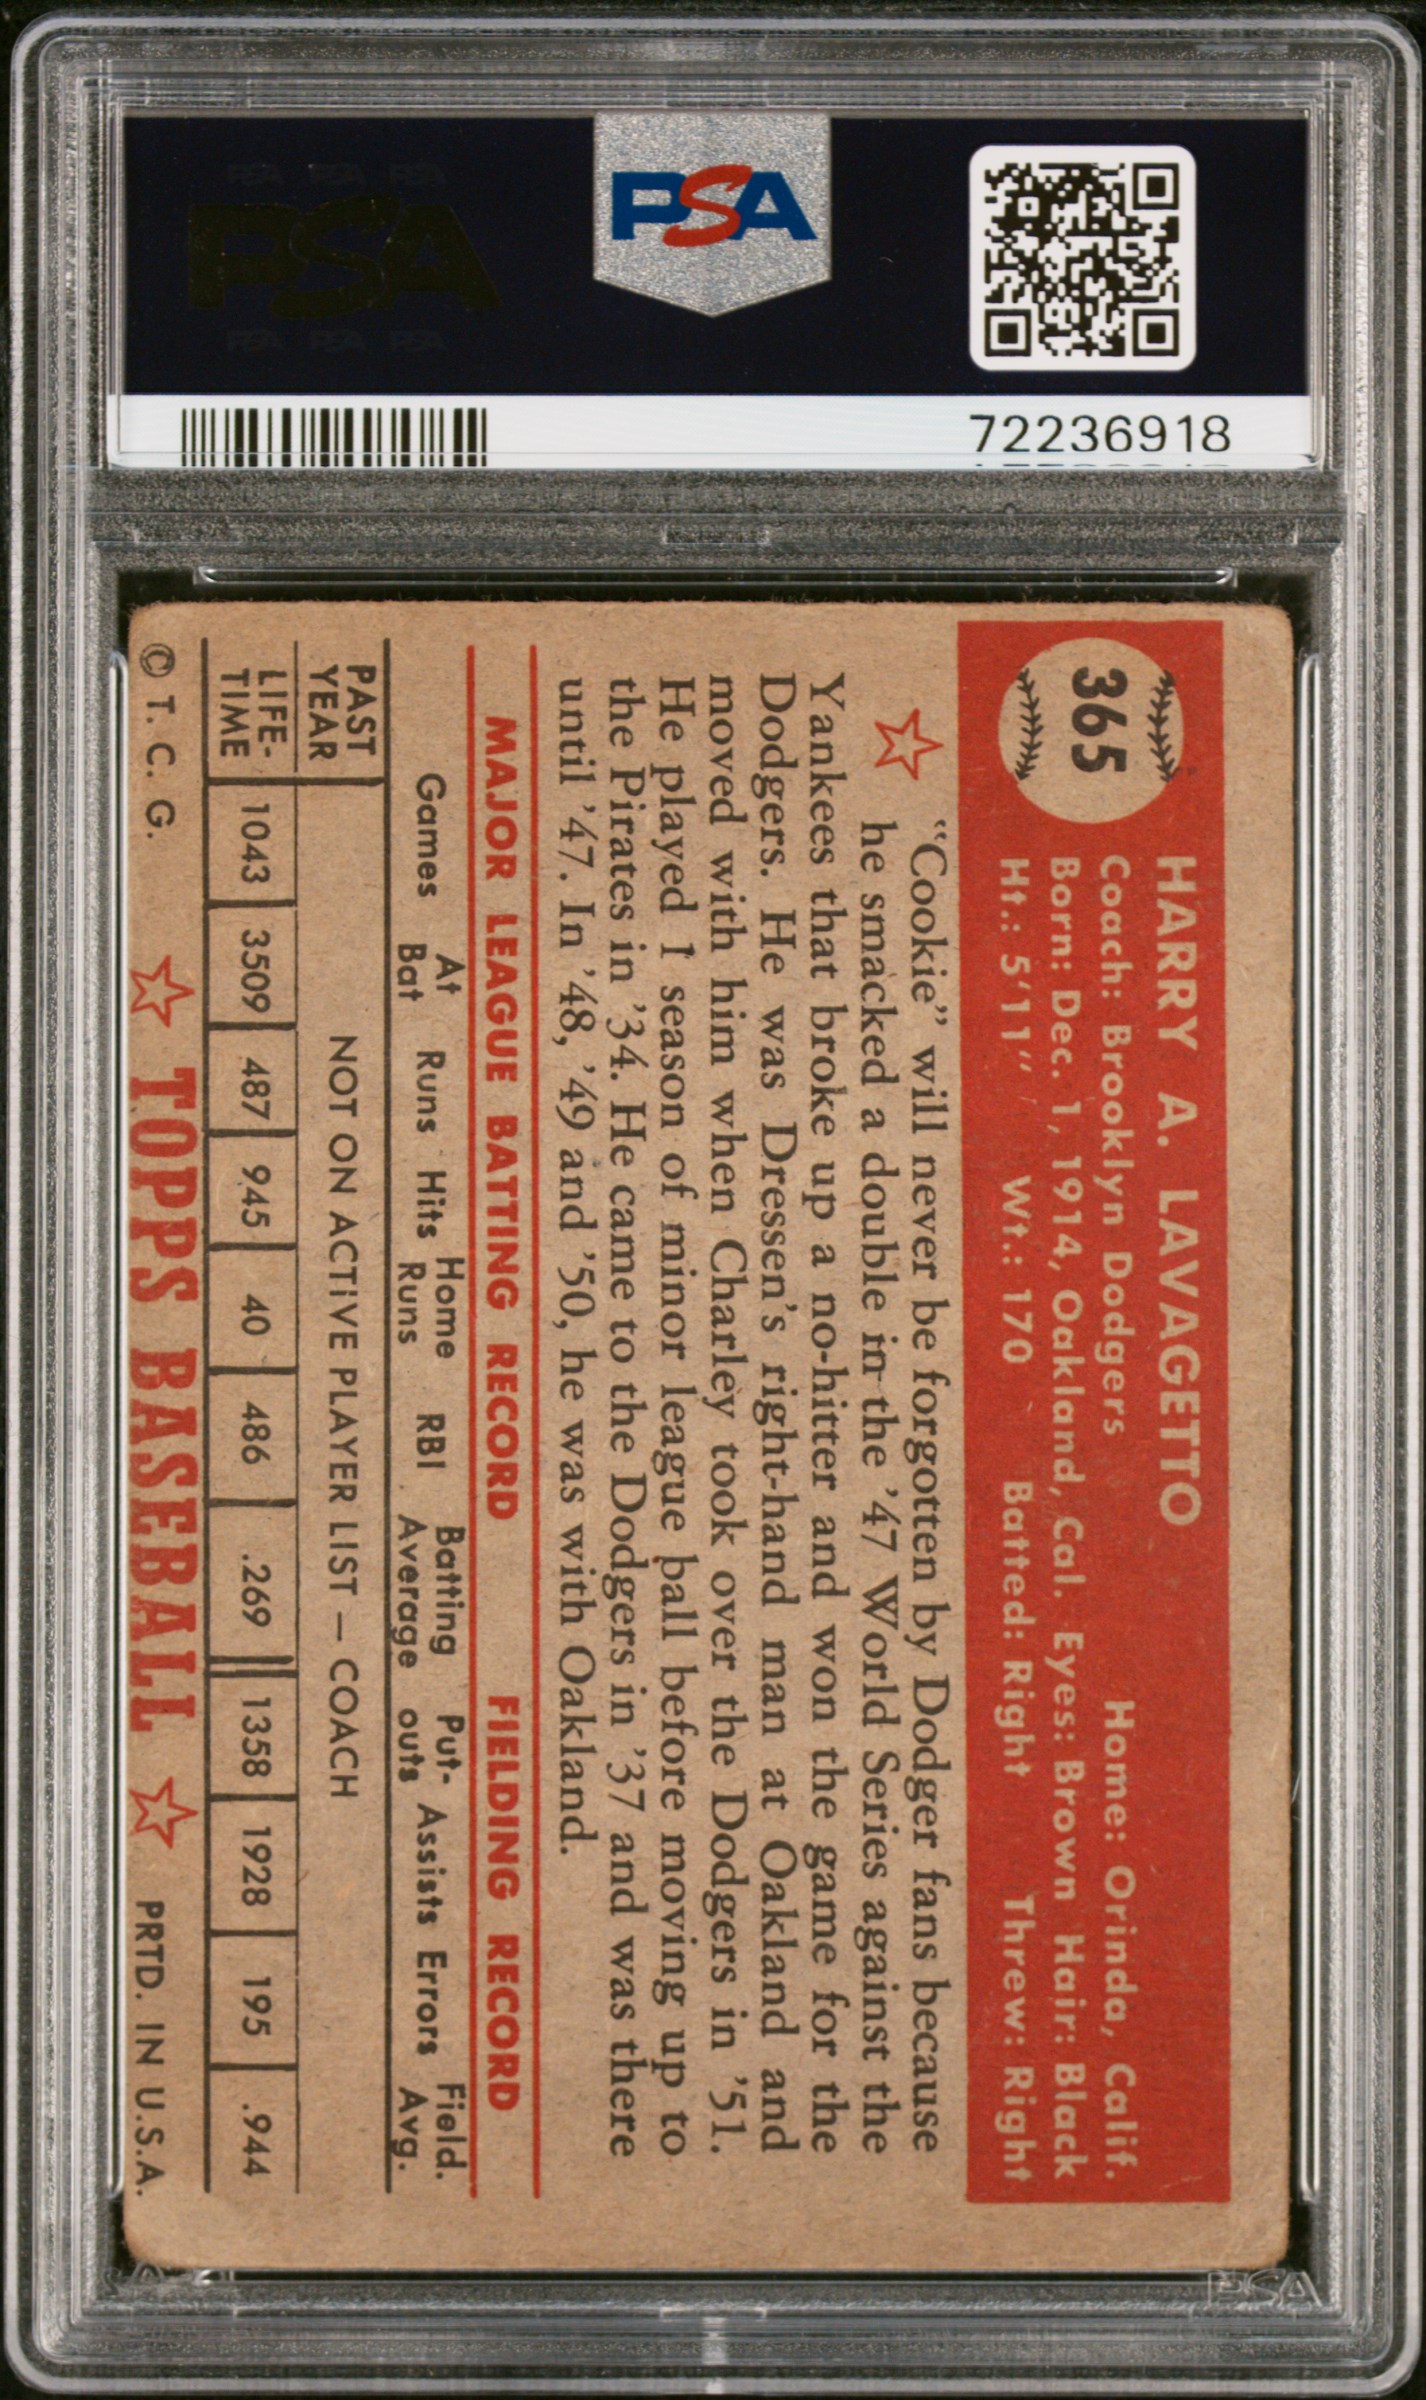 PSA
PSA PSA PSA
PSA
PSA PSA PSA
72236918
365
HARRY A. LAVAGETTO
Coach: Brooklyn Dodgers Home: Orinda, Calif.
Born: Dec. 1, 1914, Oakland, Cal. Eyes: Brown Hair: Black
Ht.: 5'11" Wt.: 170 Batted: Right Threw: Right
"Cookie" will never be forgotten by Dodger fans because
he smacked a double in the '47 World Series against the
Yankees that broke up a no-hitter and won the game for the
Dodgers. He was Dressen's right-hand man at Oakland and
moved with him when Charley took over the Dodgers in '51.
He played 1 season of minor league ball before moving up to
the Pirates in '34. He came to the Dodgers in '37 and was there
until '47. In '48, '49 and '50, he was with Oakland.
MAJOR LEAGUE BATTING RECORD FIELDING RECORD
Games At Bat Runs Hits Home Runs RBI Batting Average Put-outs Assists Errors Field. Avg.
PAST YEAR NOT ON ACTIVE PLAYER LIST — COACH
LIFE-TIME 1043 3509 487 945 40 486 .269 1358 1928 195 .944
© T. C. G. TOPPS BASEBALL PRTD. IN U.S.A.
PSA